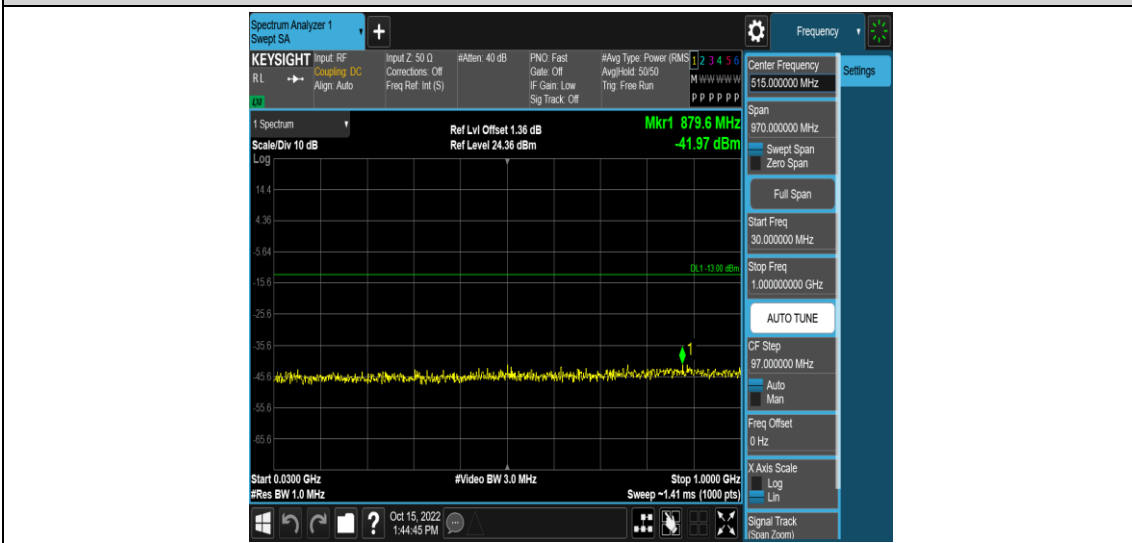 Spectrum Analyzer 1
Swept SA
+
Frequency
KEYSIGHT
Input: RF
Coupling: DC
Align: Auto
Input Z: 50 Ω
Corrections: Off
Freq Ref: Int (S)
#Atten: 40 dB
PNO: Fast
Gate: Off
IF Gain: Low
Sig Track: Off
#Avg Type: Power (RMS
Avg|Hold: 50/50
Trig: Free Run
1 2 3 4 5 6
M W W W W W
P P P P P P
R L
LXI
Center Frequency
515.000000 MHz
Settings
1 Spectrum
Scale/Div 10 dB
Ref Lvl Offset 1.36 dB
Ref Level 24.36 dBm
Mkr1 879.6 MHz
-41.97 dBm
Log
14.4
4.36
-5.64
-15.6
-25.6
-35.6
-45.6
-55.6
-65.6
DL1 -13.00 dBm
1
Start 0.0300 GHz
#Res BW 1.0 MHz
#Video BW 3.0 MHz
Stop 1.0000 GHz
Sweep ~1.41 ms (1000 pts)
Span
970.000000 MHz
Swept Span
Zero Span
Full Span
Start Freq
30.000000 MHz
Stop Freq
1.000000000 GHz
AUTO TUNE
CF Step
97.000000 MHz
Auto
Man
Freq Offset
0 Hz
X Axis Scale
Log
Lin
Signal Track
(Span Zoom)
?
Oct 15, 2022
1:44:45 PM